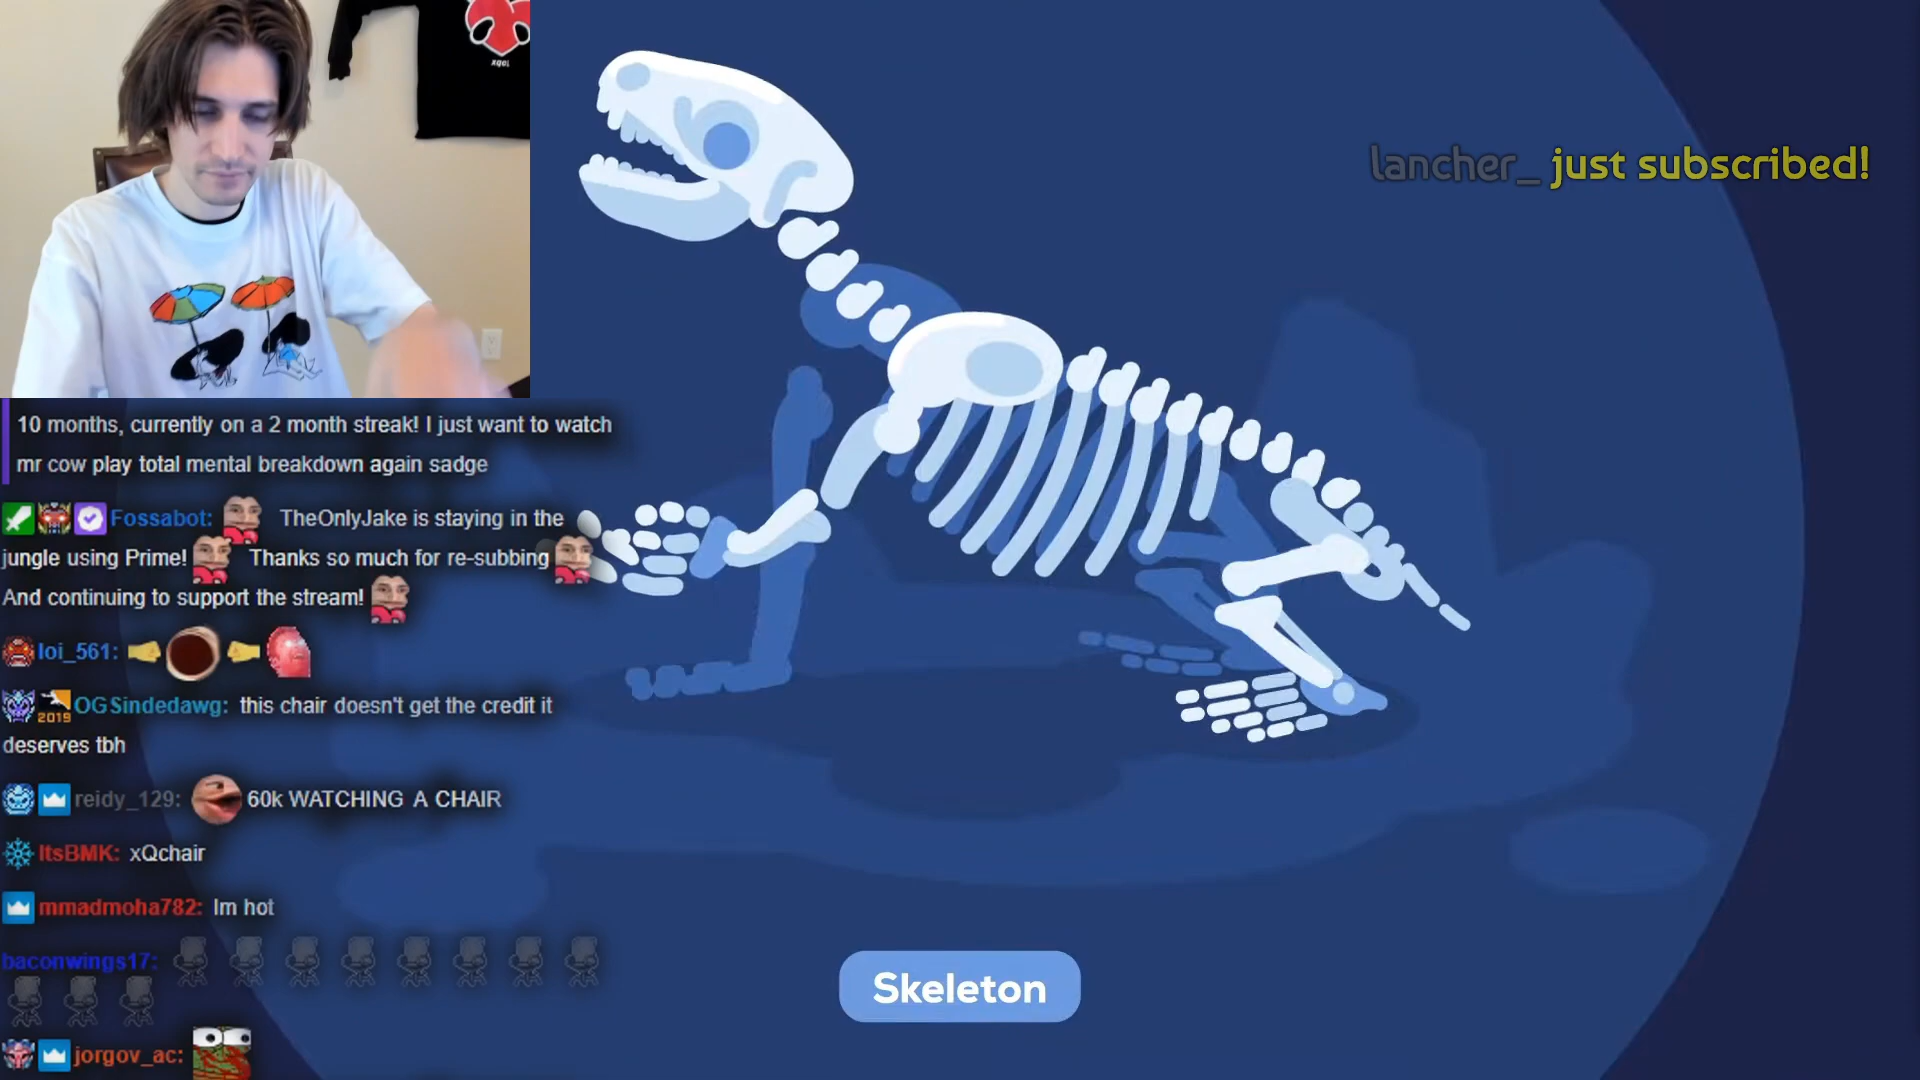 xqcL
lancher_ just subscribed!
10 months, currently on a 2 month streak! I just want to watch
mr cow play total mental breakdown again sadge
Fossabot: TheOnlyJake is staying in the
jungle using Prime! Thanks so much for re-subbing
And continuing to support the stream!
loi_561:
2019 OGSindedawg: this chair doesn't get the credit it
deserves tbh
reidy_129: 60k WATCHING A CHAIR
ItsBMK: xQchair
mmadmoha782: Im hot
baconwings17:
jorgov_ac:
Skeleton